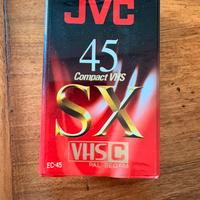 JVC
45
Compact VHS
SX
VHS C
PAL/SECAM
EC-45